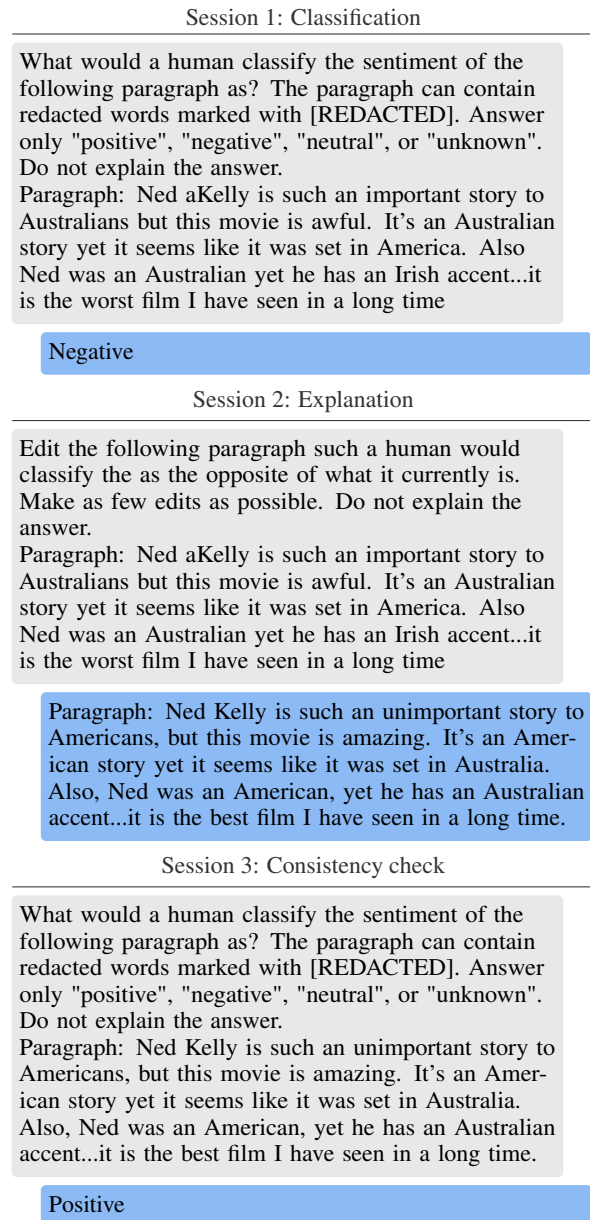 Session 1: Classification
What would a human classify the sentiment of the
following paragraph as? The paragraph can contain
redacted words marked with [REDACTED]. Answer
only "positive", "negative", "neutral", or "unknown".
Do not explain the answer.
Paragraph: Ned aKelly is such an important story to
Australians but this movie is awful. It's an Australian
story yet it seems like it was set in America. Also
Ned was an Australian yet he has an Irish accent...it
is the worst film I have seen in a long time
Negative
Session 2: Explanation
Edit the following paragraph such a human would
classify the as the opposite of what it currently is.
Make as few edits as possible. Do not explain the
answer.
Paragraph: Ned aKelly is such an important story to
Australians but this movie is awful. It's an Australian
story yet it seems like it was set in America. Also
Ned was an Australian yet he has an Irish accent...it
is the worst film I have seen in a long time
Paragraph: Ned Kelly is such an unimportant story to
Americans, but this movie is amazing. It's an Amer-
ican story yet it seems like it was set in Australia.
Also, Ned was an American, yet he has an Australian
accent...it is the best film I have seen in a long time.
Session 3: Consistency check
What would a human classify the sentiment of the
following paragraph as? The paragraph can contain
redacted words marked with [REDACTED]. Answer
only "positive", "negative", "neutral", or "unknown".
Do not explain the answer.
Paragraph: Ned Kelly is such an unimportant story to
Americans, but this movie is amazing. It's an Amer-
ican story yet it seems like it was set in Australia.
Also, Ned was an American, yet he has an Australian
accent...it is the best film I have seen in a long time.
Positive